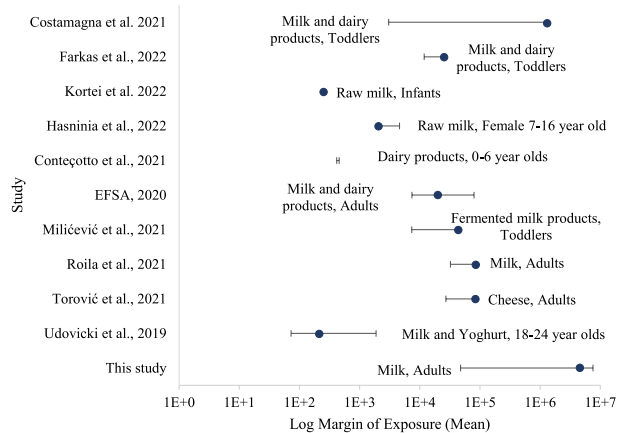 Costamagna et al. 2021
Milk and dairy
products, Toddlers
Farkas et al., 2022
Milk and dairy
products, Toddlers
Kortei et al. 2022
Raw milk, Infants
Hasninia et al., 2022
Raw milk, Female 7-16 year old
Conteçotto et al., 2021
Dairy products, 0-6 year olds
EFSA, 2020
Milk and dairy
products, Adults
Milićević et al., 2021
Fermented milk products,
Toddlers
Roila et al., 2021
Milk, Adults
Torović et al., 2021
Cheese, Adults
Udovicki et al., 2019
Milk and Yoghurt, 18-24 year olds
This study
Milk, Adults
Study
1E+0 1E+1 1E+2 1E+3 1E+4 1E+5 1E+6 1E+7
Log Margin of Exposure (Mean)